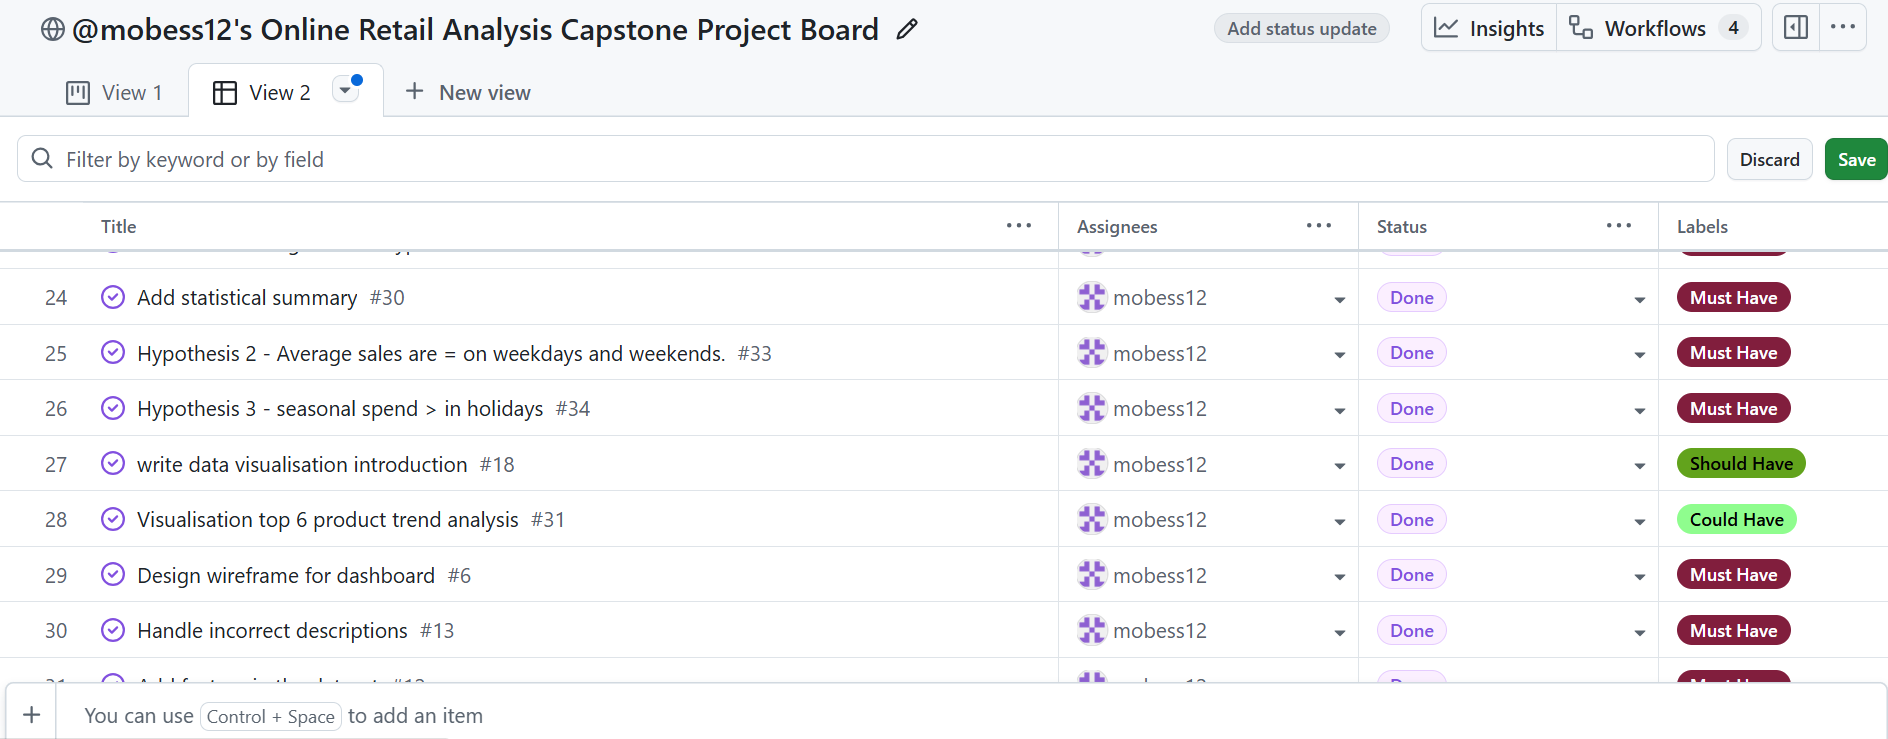 @mobess12's Online Retail Analysis Capstone Project Board
Add status update
Insights
Workflows 4
View 1
View 2
New view
Filter by keyword or by field
Discard
Save
Title
Assignees
Status
Labels
24 Add statistical summary #30 mobess12 Done Must Have
25 Hypothesis 2 - Average sales are = on weekdays and weekends. #33 mobess12 Done Must Have
26 Hypothesis 3 - seasonal spend > in holidays #34 mobess12 Done Must Have
27 write data visualisation introduction #18 mobess12 Done Should Have
28 Visualisation top 6 product trend analysis #31 mobess12 Done Could Have
29 Design wireframe for dashboard #6 mobess12 Done Must Have
30 Handle incorrect descriptions #13 mobess12 Done Must Have
You can use Control + Space to add an item